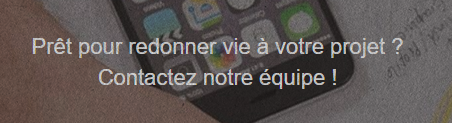 Prêt pour redonner vie à votre projet ?
Contactez notre équipe !